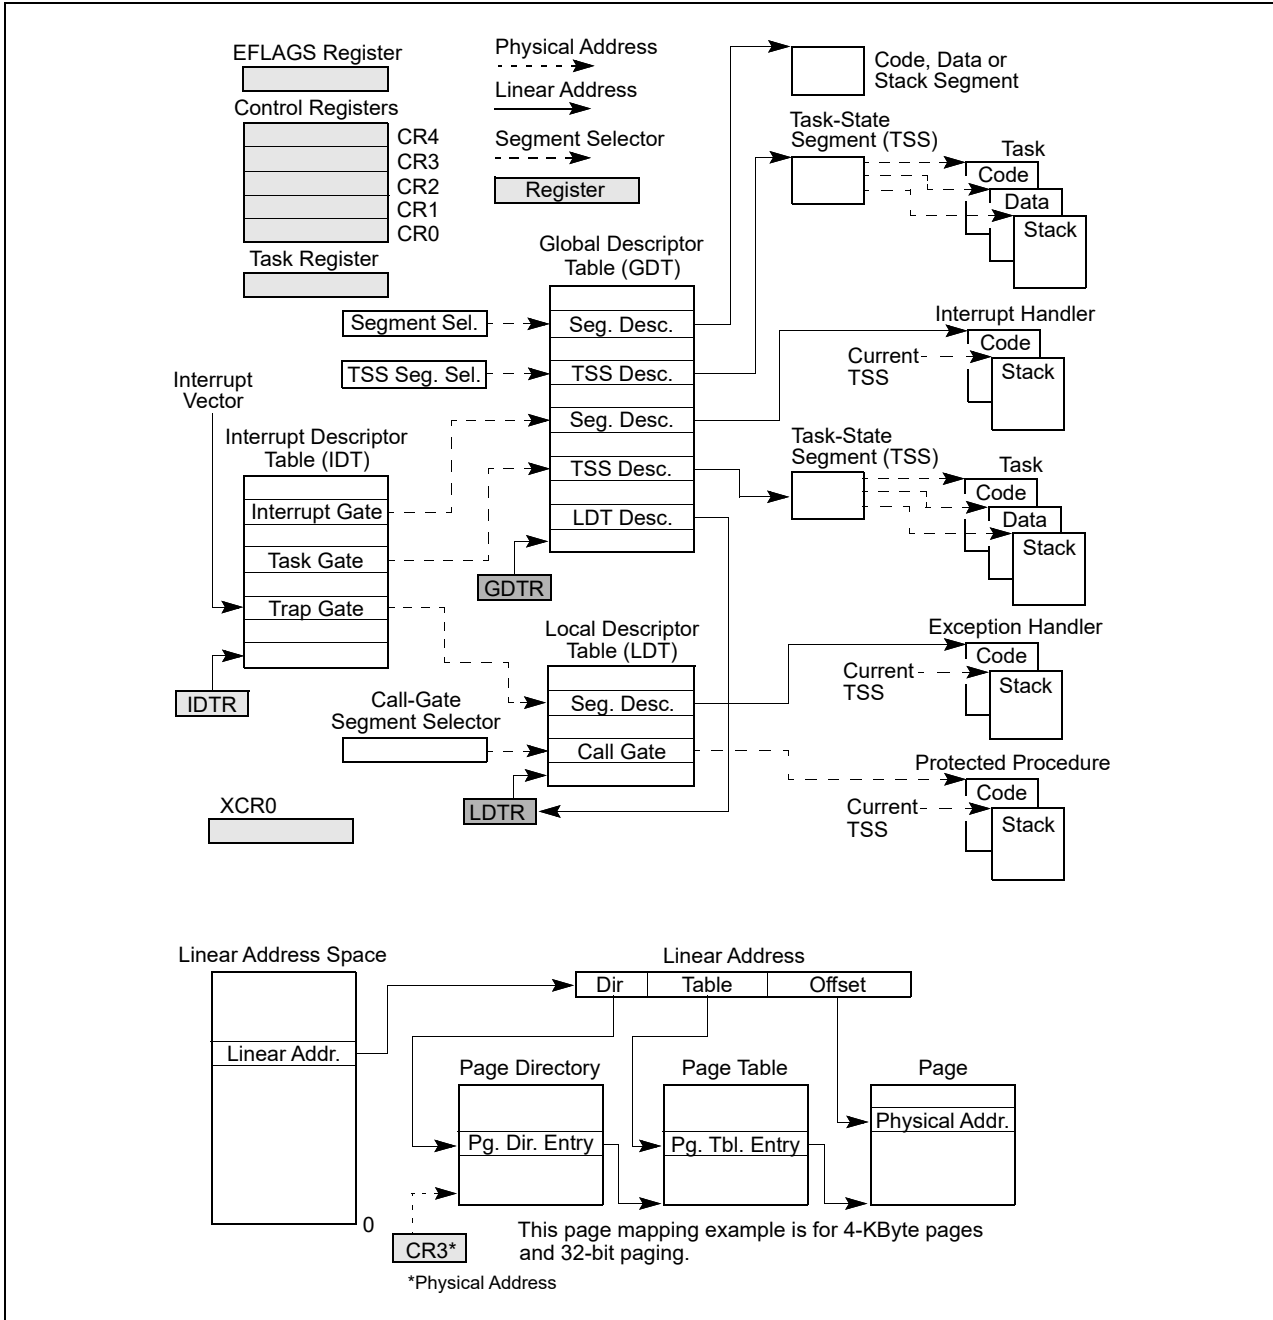 EFLAGS Register
Control Registers
CR4
CR3
CR2
CR1
CR0
Task Register
Physical Address
Linear Address
Segment Selector
Register
Code, Data or
Stack Segment
Task-State
Segment (TSS)
Task
Code
Data
Stack
Global Descriptor
Table (GDT)
Segment Sel.
Seg. Desc.
TSS Seg. Sel.
TSS Desc.
Seg. Desc.
TSS Desc.
LDT Desc.
GDTR
Interrupt Handler
Code
Current
TSS
Stack
Interrupt
Vector
Interrupt Descriptor
Table (IDT)
Interrupt Gate
Task Gate
Trap Gate
IDTR
Task-State
Segment (TSS)
Task
Code
Data
Stack
Local Descriptor
Table (LDT)
Seg. Desc.
Call-Gate
Segment Selector
Call Gate
LDTR
Exception Handler
Code
Current
TSS
Stack
Protected Procedure
Code
Current
TSS
Stack
XCR0
Linear Address Space
Linear Addr.
0
Linear Address
Dir Table Offset
Page Directory
Pg. Dir. Entry
Page Table
Pg. Tbl. Entry
Page
Physical Addr.
CR3*
*Physical Address
This page mapping example is for 4-KByte pages
and 32-bit paging.